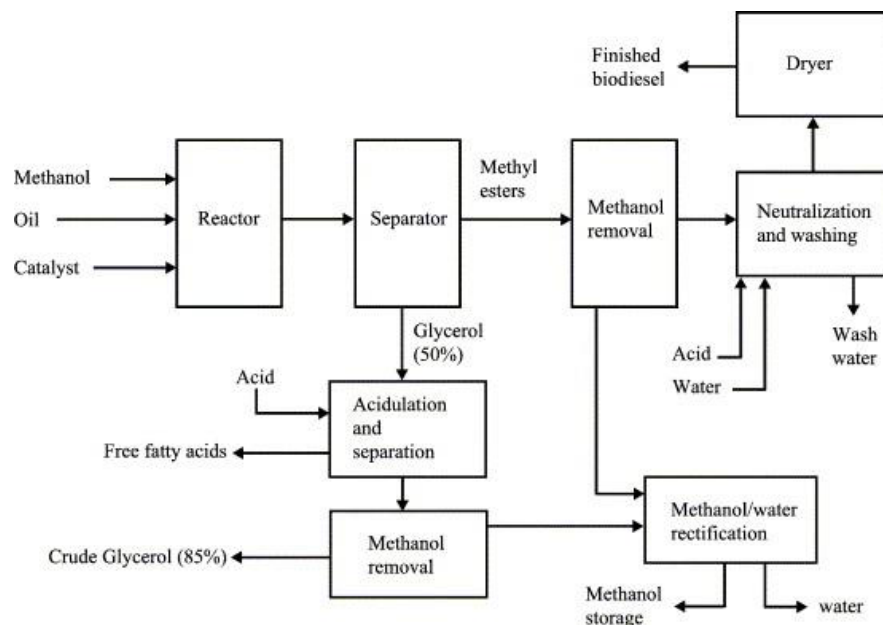 Finished
biodiesel
Dryer
Methanol
Oil
Catalyst
Reactor
Separator
Methyl
esters
Methanol
removal
Neutralization
and washing
Glycerol
(50%)
Acid
Water
Wash
water
Acid
Acidulation
and
separation
Free fatty acids
Methanol
removal
Crude Glycerol (85%)
Methanol/water
rectification
Methanol
storage
water